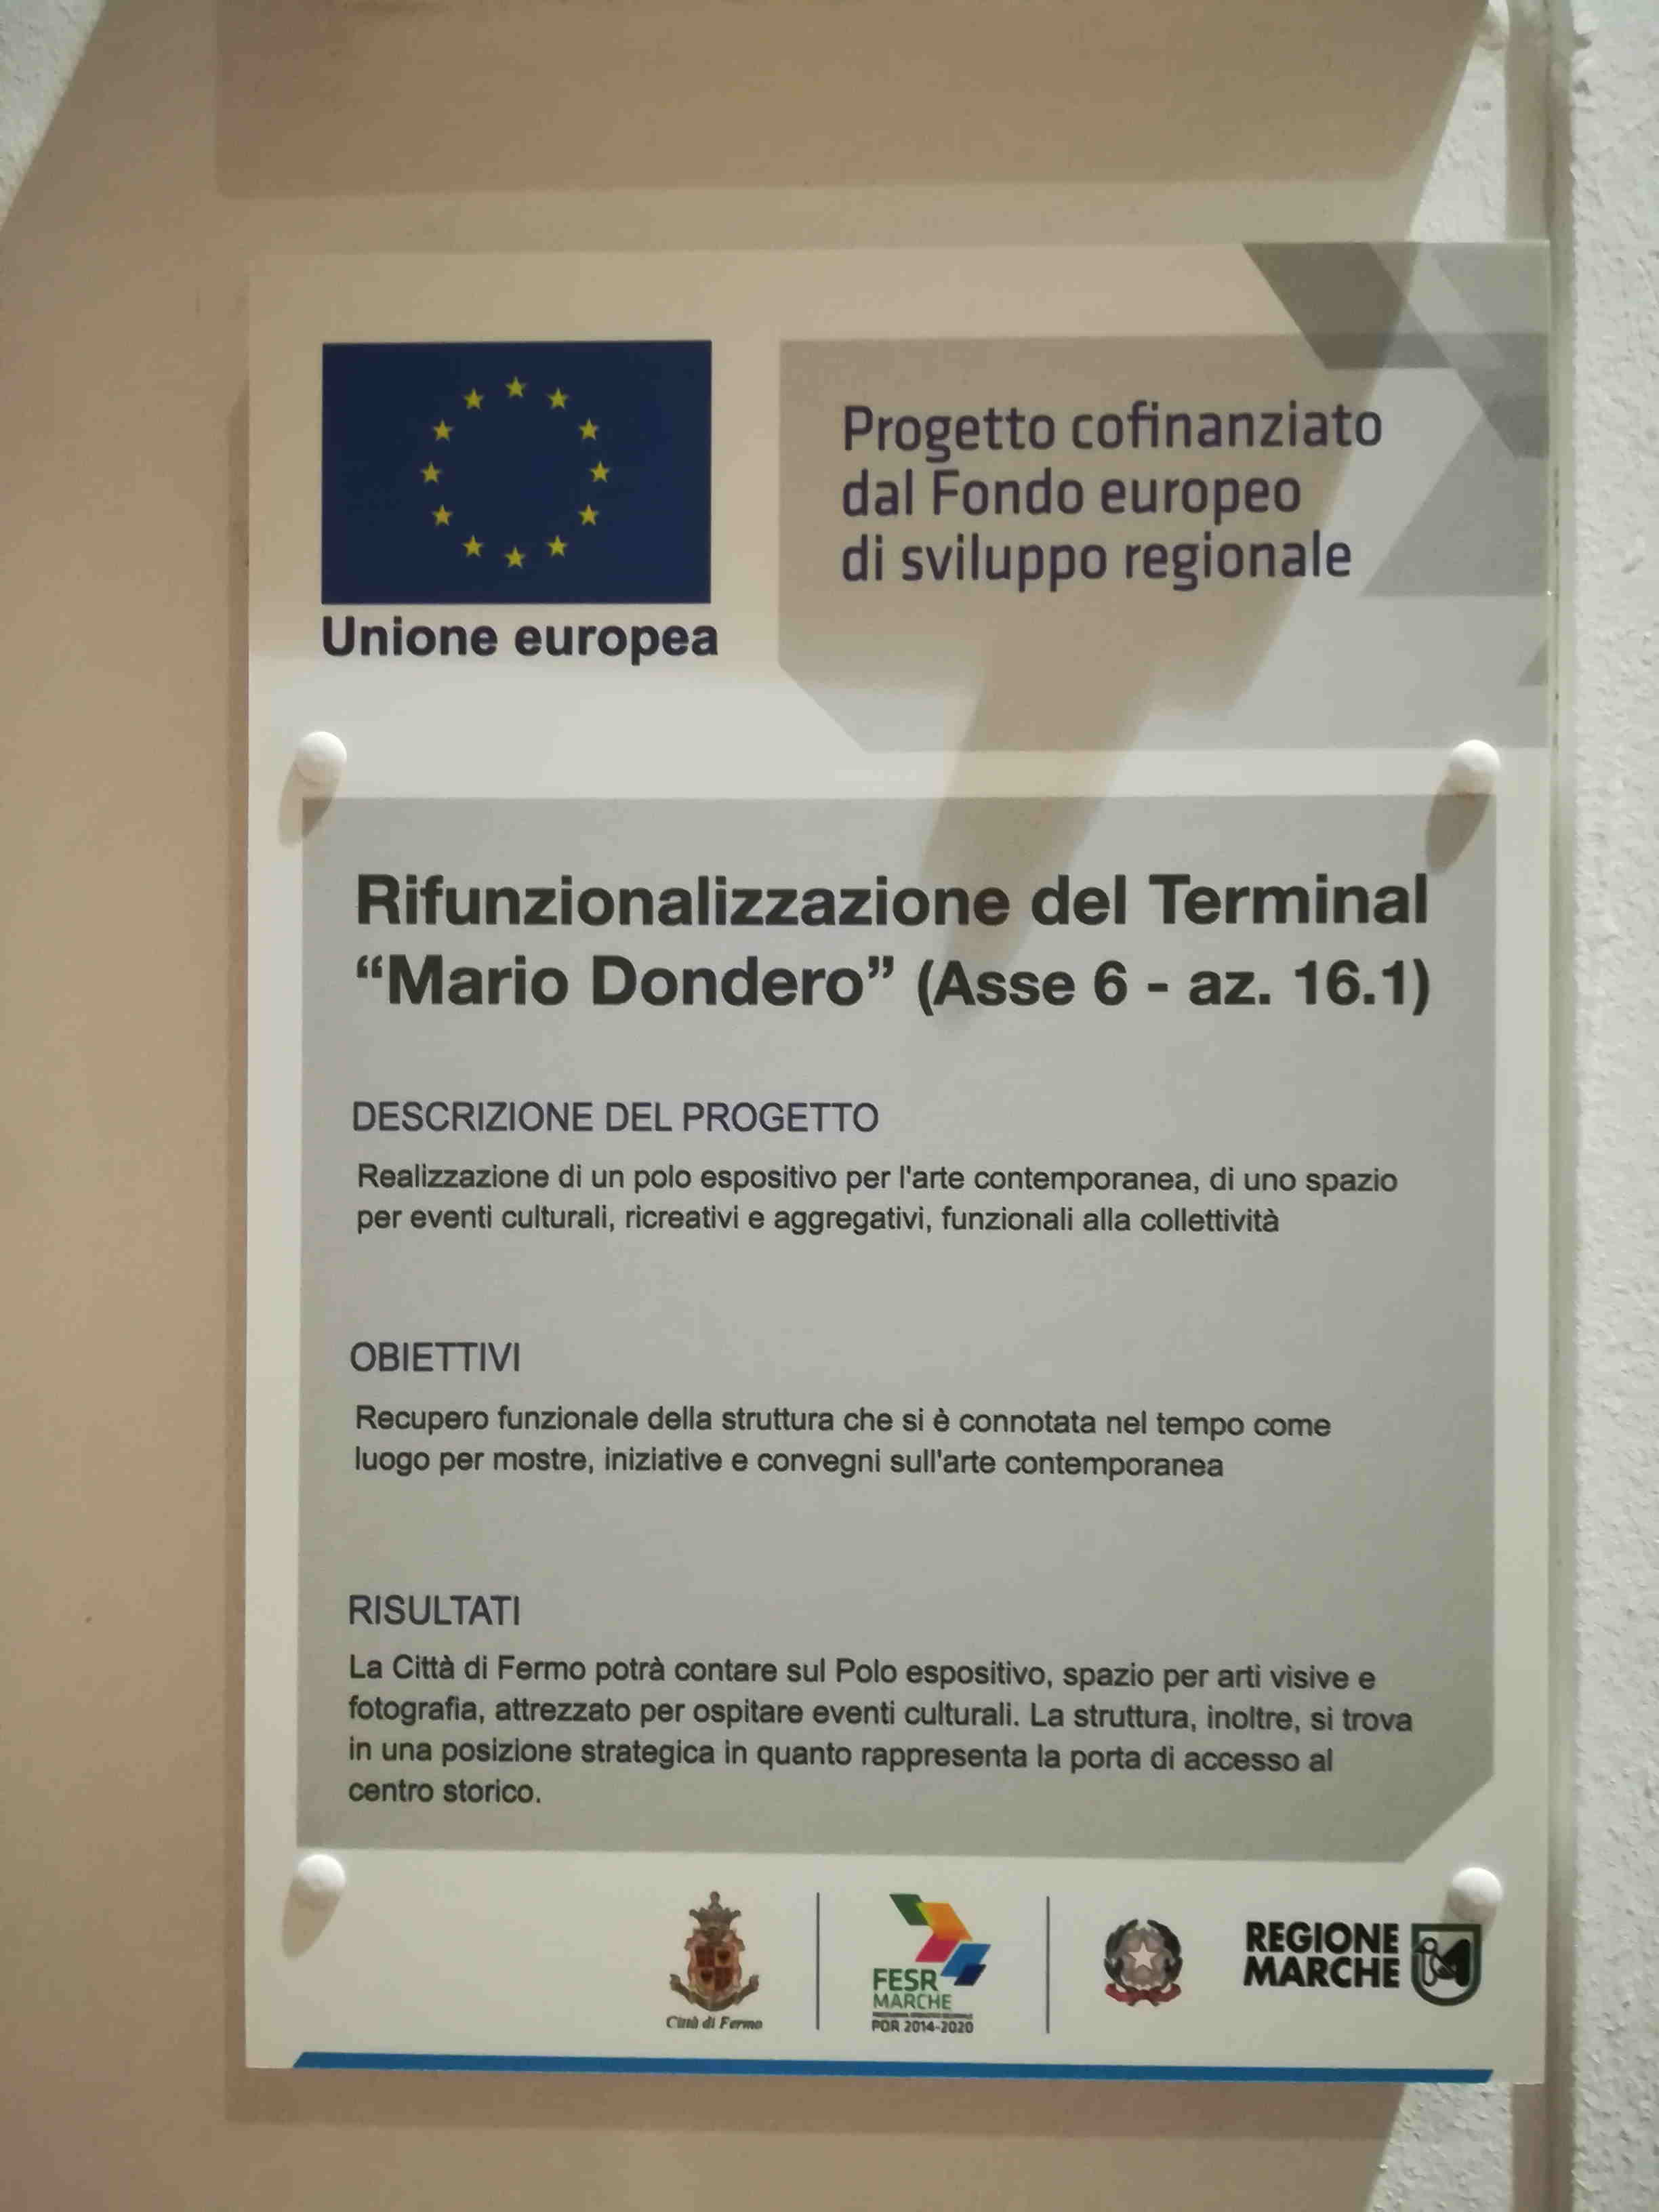 Progetto cofinanziato
dal Fondo europeo
di sviluppo regionale
Unione europea
Rifunzionalizzazione del Terminal
“Mario Dondero” (Asse 6 - az. 16.1)
DESCRIZIONE DEL PROGETTO
Realizzazione di un polo espositivo per l'arte contemporanea, di uno spazio
per eventi culturali, ricreativi e aggregativi, funzionali alla collettività
OBIETTIVI
Recupero funzionale della struttura che si è connotata nel tempo come
luogo per mostre, iniziative e convegni sull'arte contemporanea
RISULTATI
La Città di Fermo potrà contare sul Polo espositivo, spazio per arti visive e
fotografia, attrezzato per ospitare eventi culturali. La struttura, inoltre, si trova
in una posizione strategica in quanto rappresenta la porta di accesso al
centro storico.
Città di Fermo
FESR
MARCHE
POR 2014-2020
REGIONE
MARCHE